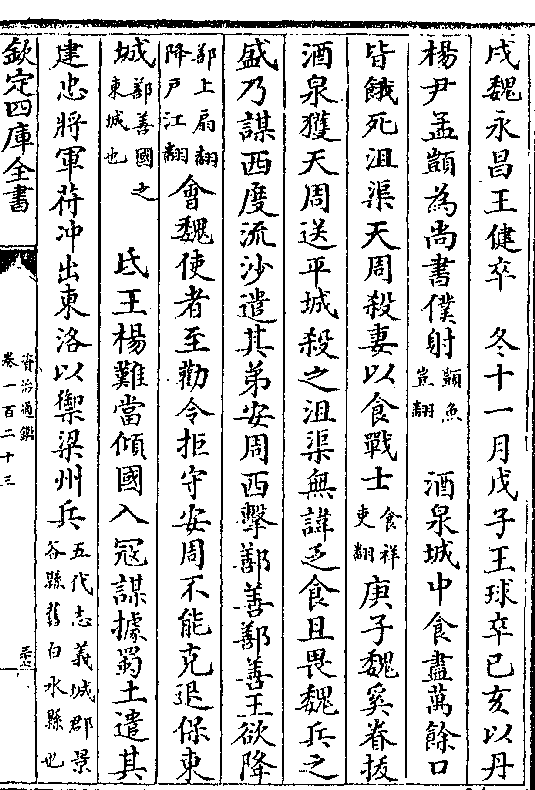 戌魏永昌王健卒　冬十一月戊子王球卒己亥以丹
楊尹孟顗為尚書僕射顗魚
豈翻　酒泉城中食盡萬餘口
皆餓死沮渠天周殺妻以食戰士食祥
吏翻庚子魏奚眷拔
酒泉獲天周送平城殺之沮渠無諱乏食且畏魏兵之
盛乃謀西度流沙遣其弟安周西擊鄯善鄯善王欲降
鄯上扇翻
降戶江翻會魏使者至勸令拒守安周不能克退保東
城鄯善國之
東城也　氐王楊難當傾國入寇謀據蜀土遣其
建忠將軍苻冲出東洛以禦梁州兵五代志義城郡景
谷縣舊白水縣也
欽定四庫全書
資治通鑑
卷一百二十三